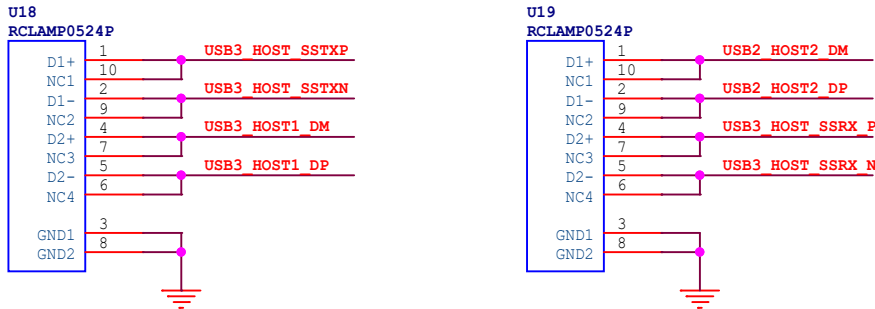 U18
RCLAMP0524P
D1+ 1 USB3_HOST_SSTXP
NC1 10
D1- 2 USB3_HOST_SSTXN
NC2 9
D2+ 4 USB3_HOST1_DM
NC3 7
D2- 5 USB3_HOST1_DP
NC4 6
GND1 3
GND2 8
U19
RCLAMP0524P
D1+ 1 USB2_HOST2_DM
NC1 10
D1- 2 USB2_HOST2_DP
NC2 9
D2+ 4 USB3_HOST_SSRX_P
NC3 7
D2- 5 USB3_HOST_SSRX_N
NC4 6
GND1 3
GND2 8